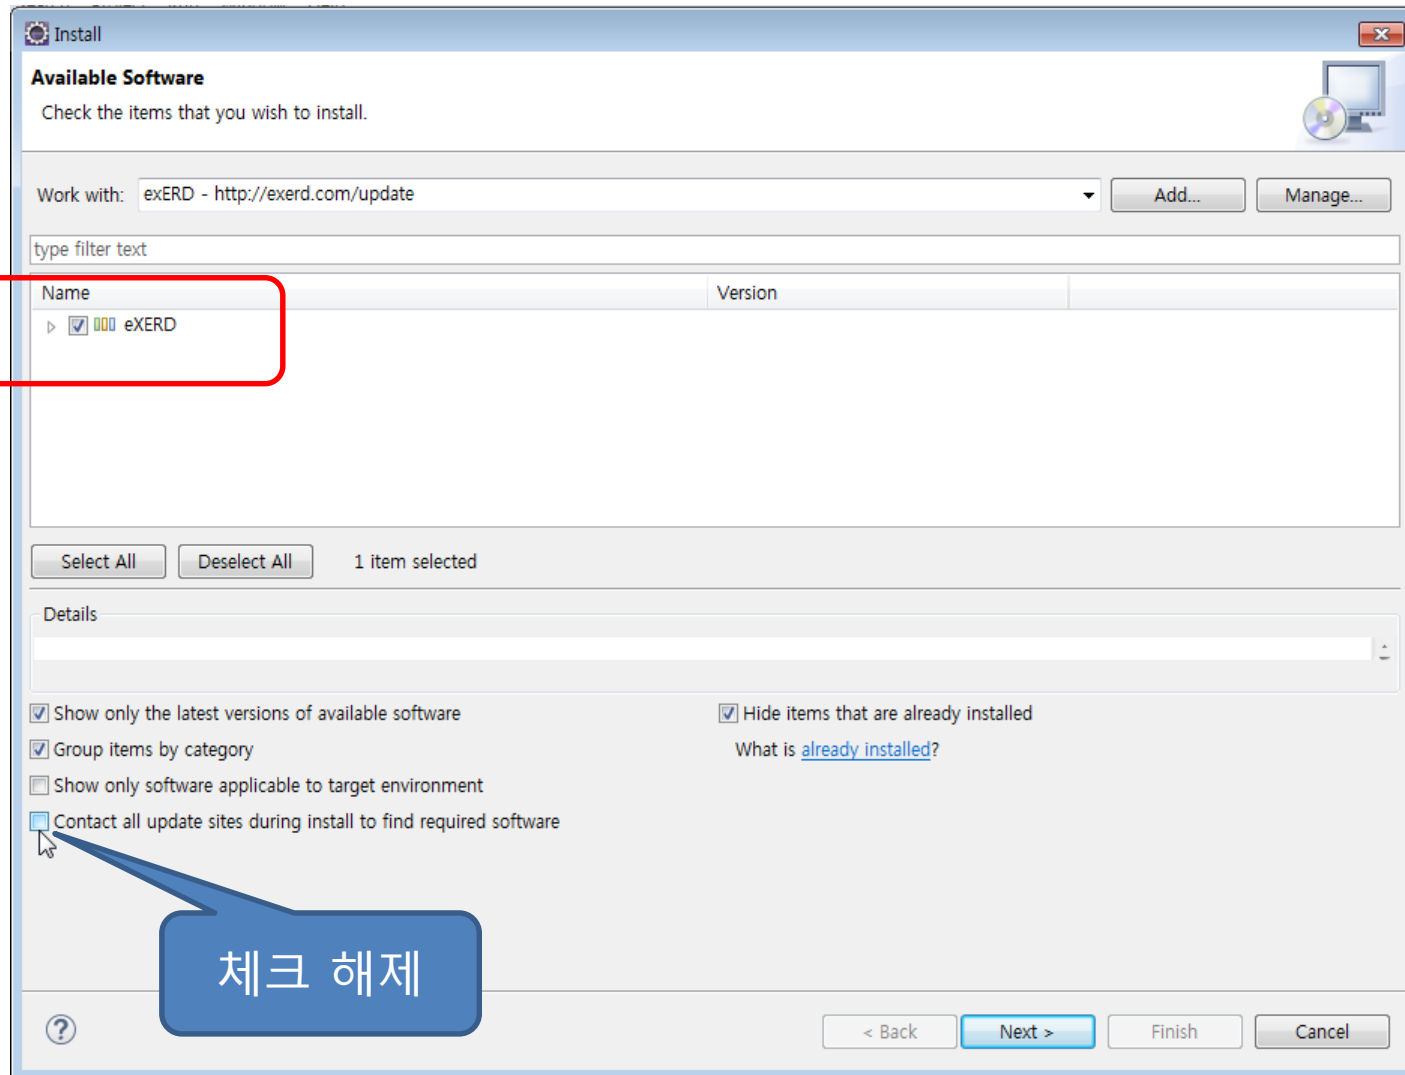 Install
Available Software
Check the items that you wish to install.
Work with: exERD - http://exerd.com/update Add... Manage...
type filter text
Name Version
eXERD
Select All Deselect All 1 item selected
Details
Show only the latest versions of available software Hide items that are already installed
Group items by category What is already installed?
Show only software applicable to target environment
Contact all update sites during install to find required software
체크 해제
? < Back Next > Finish Cancel